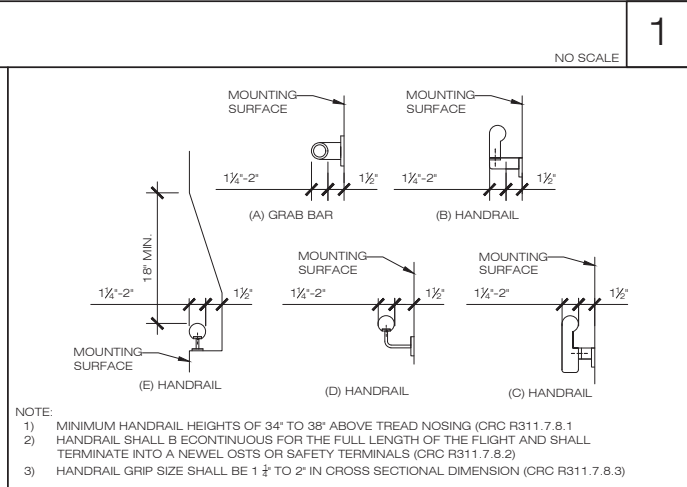 1
NO SCALE
MOUNTING
SURFACE
MOUNTING
SURFACE
1¼"-2"
1½"
1¼"-2"
1½"
(A) GRAB BAR
(B) HANDRAIL
18" MIN.
MOUNTING
SURFACE
MOUNTING
SURFACE
1¼"-2"
1½"
1¼"-2"
1½"
1¼"-2"
1½"
MOUNTING
SURFACE
(E) HANDRAIL
(D) HANDRAIL
(C) HANDRAIL
NOTE:
1) MINIMUM HANDRAIL HEIGHTS OF 34" TO 38" ABOVE TREAD NOSING (CRC R311.7.8.1
2) HANDRAIL SHALL B ECONTINUOUS FOR THE FULL LENGTH OF THE FLIGHT AND SHALL
TERMINATE INTO A NEWEL OSTS OR SAFETY TERMINALS (CRC R311.7.8.2)
3) HANDRAIL GRIP SIZE SHALL BE 1 ¼" TO 2" IN CROSS SECTIONAL DIMENSION (CRC R311.7.8.3)